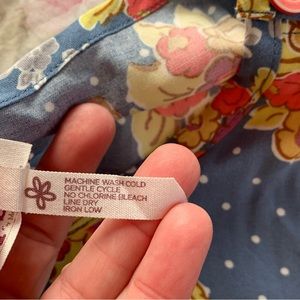 MACHINE WASH COLD
GENTLE CYCLE
NO CHLORINE BLEACH
LINE DRY
IRON LOW